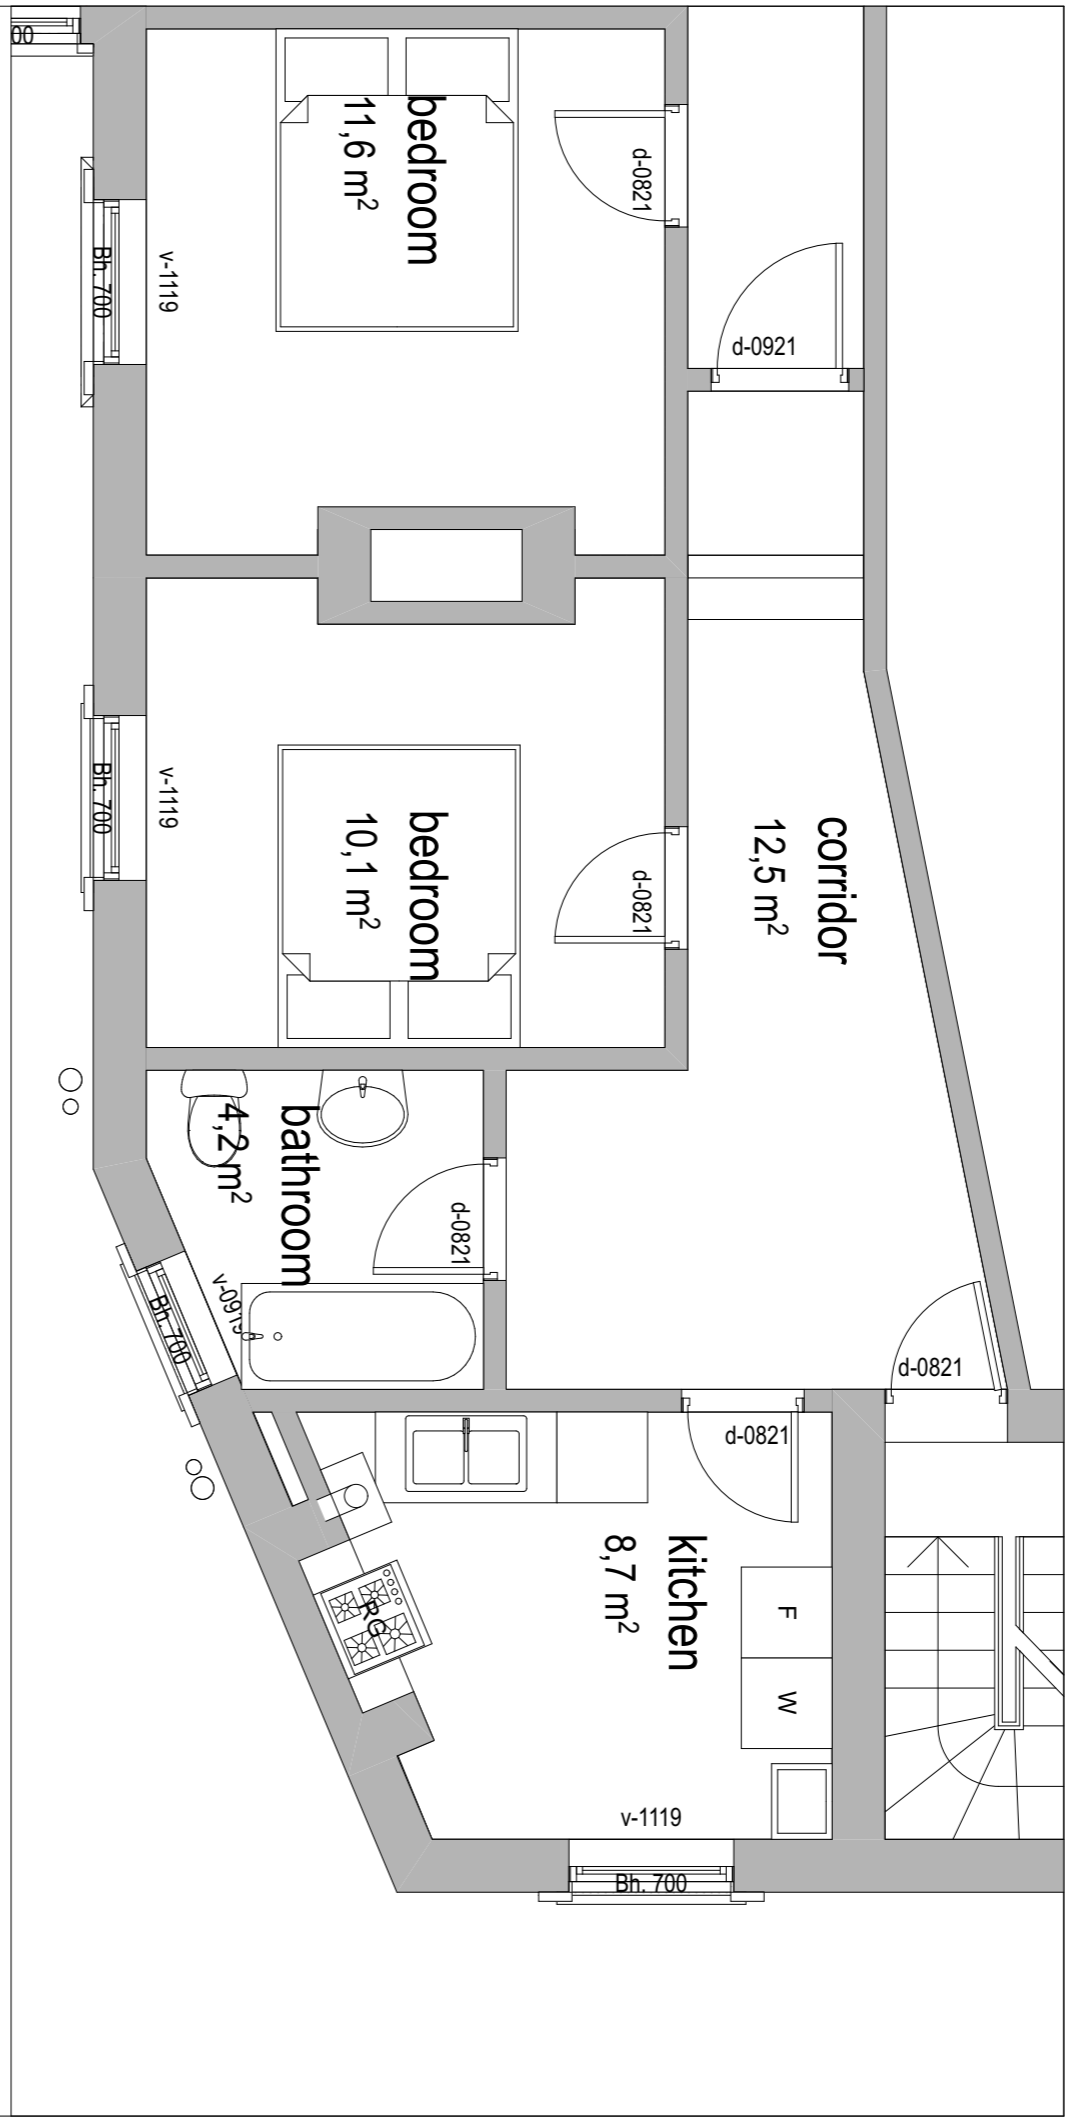 00
bedroom
11,6 m²
d-0821
v-1119
Bh. 700
d-0921
bedroom
10,1 m²
d-0821
v-1119
Bh. 700
corridor
12,5 m²
bathroom
4,2 m²
d-0821
v-0919
Bh. 700
d-0821
d-0821
kitchen
8,7 m²
RG
F
W
v-1119
Bh. 700